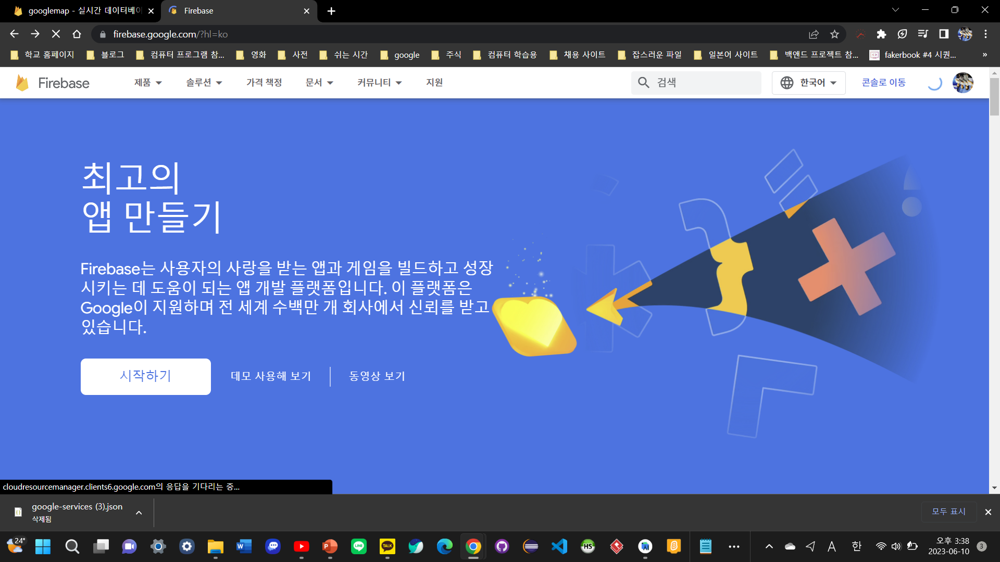 googlemap - 실시간 데이터베이
Firebase
firebase.google.com/?hl=ko
학교 홈페이지
블로그
컴퓨터 프로그램 참...
영화
사전
쉬는 시간
google
주식
컴퓨터 학습용
채용 사이트
잡스러운 파일
일본어 사이트
백앤드 프로젝트 참...
fakerbook #4 시퀀...
»
Firebase
제품
솔루션
가격 책정
문서
커뮤니티
지원
검색
한국어
콘솔로 이동
최고의
앱 만들기
Firebase는 사용자의 사랑을 받는 앱과 게임을 빌드하고 성장
시키는 데 도움이 되는 앱 개발 플랫폼입니다. 이 플랫폼은
Google이 지원하며 전 세계 수백만 개 회사에서 신뢰를 받고
있습니다.
시작하기
데모 사용해 보기
동영상 보기
cloudresourcemanager.clients6.google.com의 응답을 기다리는 중...
google-services (3).json
삭제됨
모두 표시
24°
W
P
LINE
TALK
HS
A
한
오후 3:38
2023-06-10
3